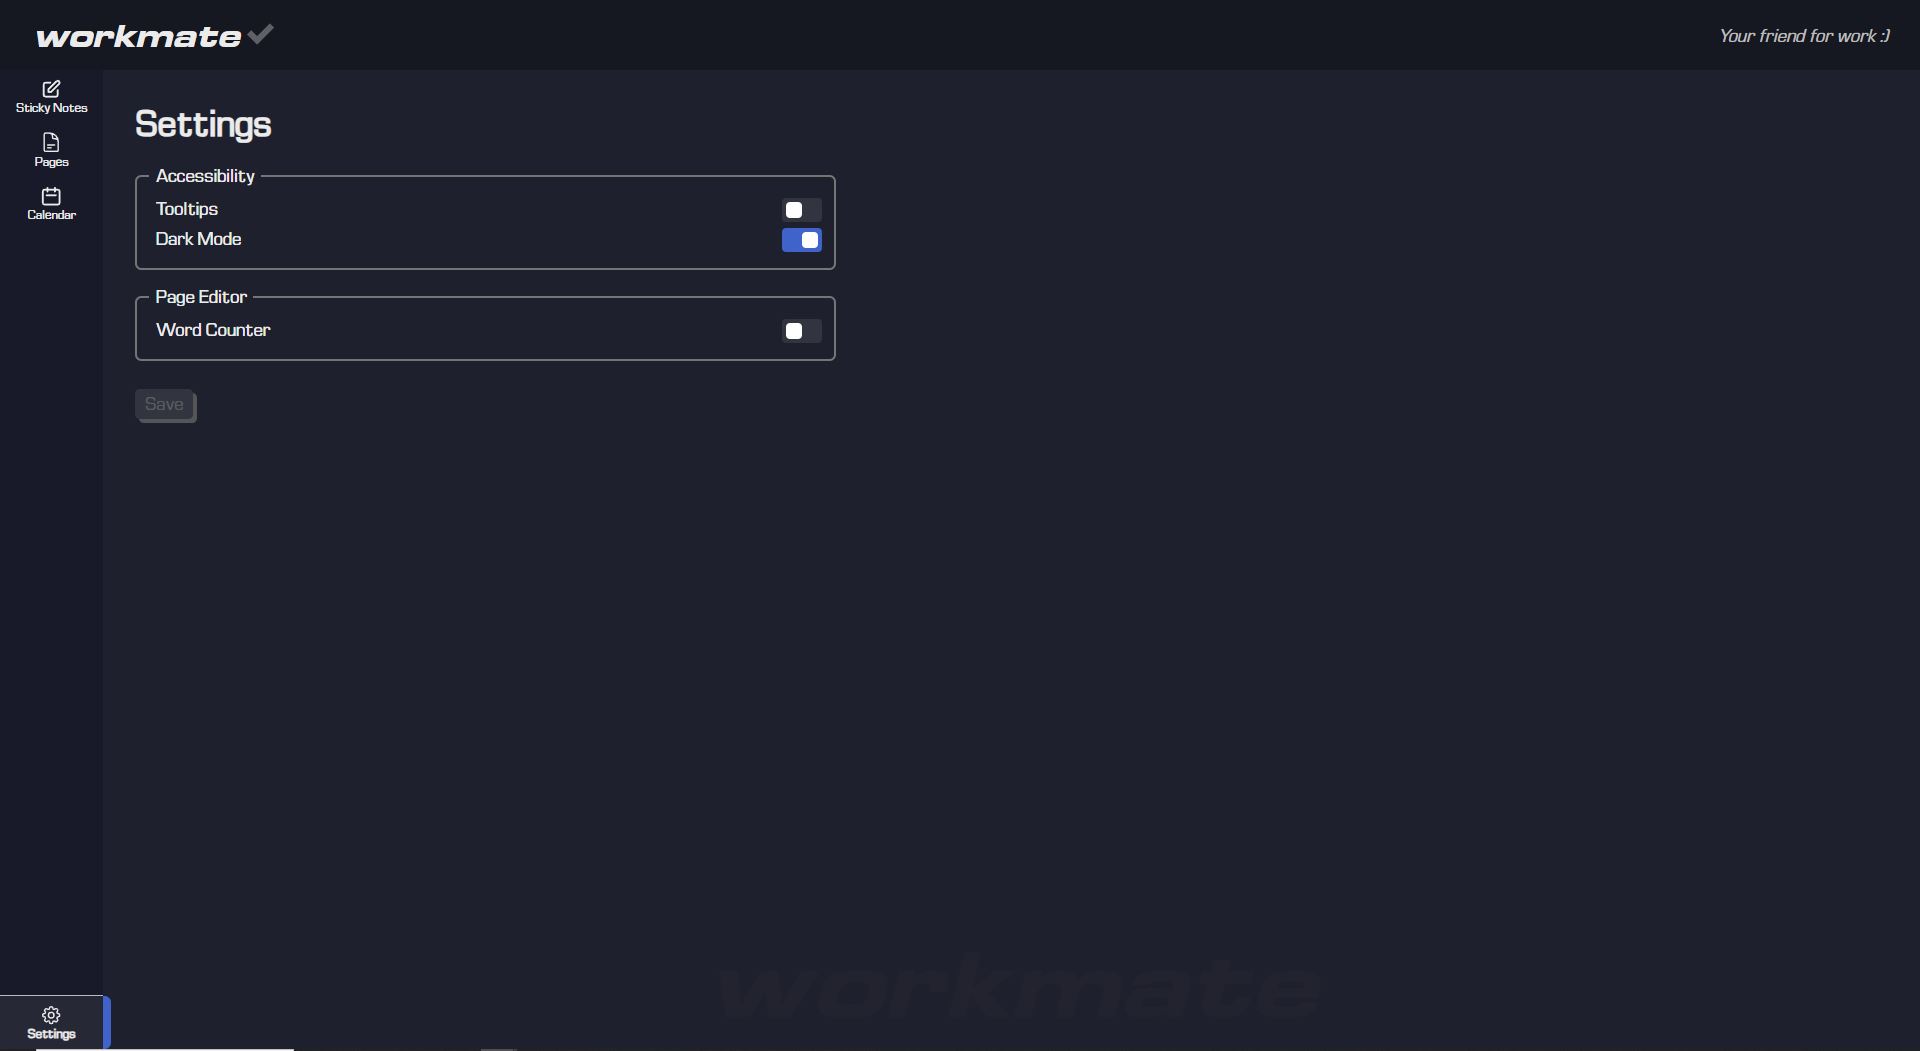 workmate
Your friend for work :)
Sticky Notes
Pages
Calendar
Settings
Accessibility
Tooltips
Dark Mode
Page Editor
Word Counter
Save
workmate
Settings